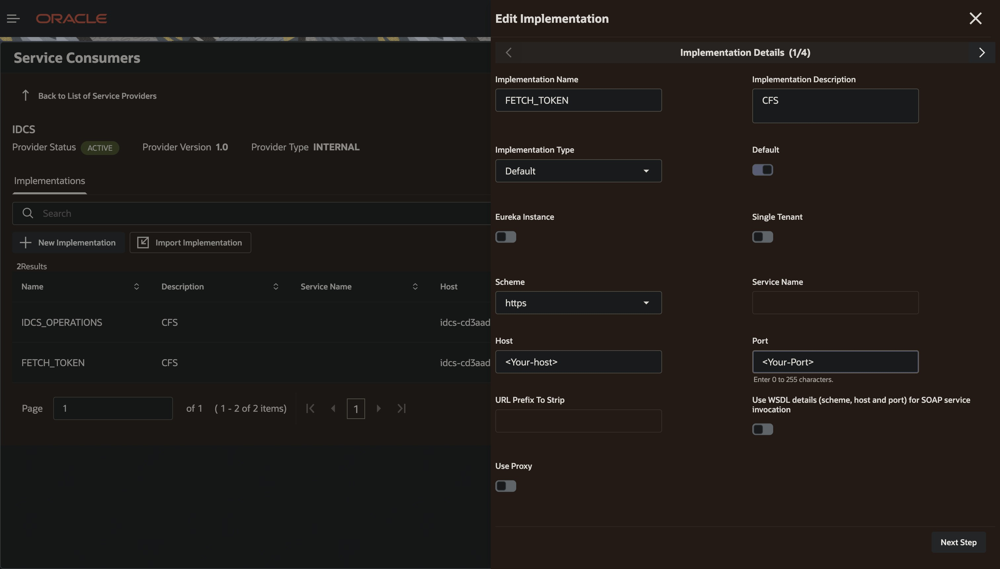 ORACLE
Service Consumers
Back to List of Service Providers
IDCS
Provider Status ACTIVE Provider Version 1.0 Provider Type INTERNAL
Implementations
Search
New Implementation Import Implementation
2Results
Name Description Service Name Host
IDCS_OPERATIONS CFS idcs-cd3aad
FETCH_TOKEN CFS idcs-cd3aad
Page 1 of 1 ( 1 - 2 of 2 items) 1
Edit Implementation
Implementation Details (1/4)
Implementation Name Implementation Description
FETCH_TOKEN CFS
Implementation Type Default
Default
Eureka Instance Single Tenant
Scheme Service Name
https
Host Port
<Your-host> <Your-Port>
Enter 0 to 255 characters.
URL Prefix To Strip Use WSDL details (scheme, host and port) for SOAP service
invocation
Use Proxy
Next Step